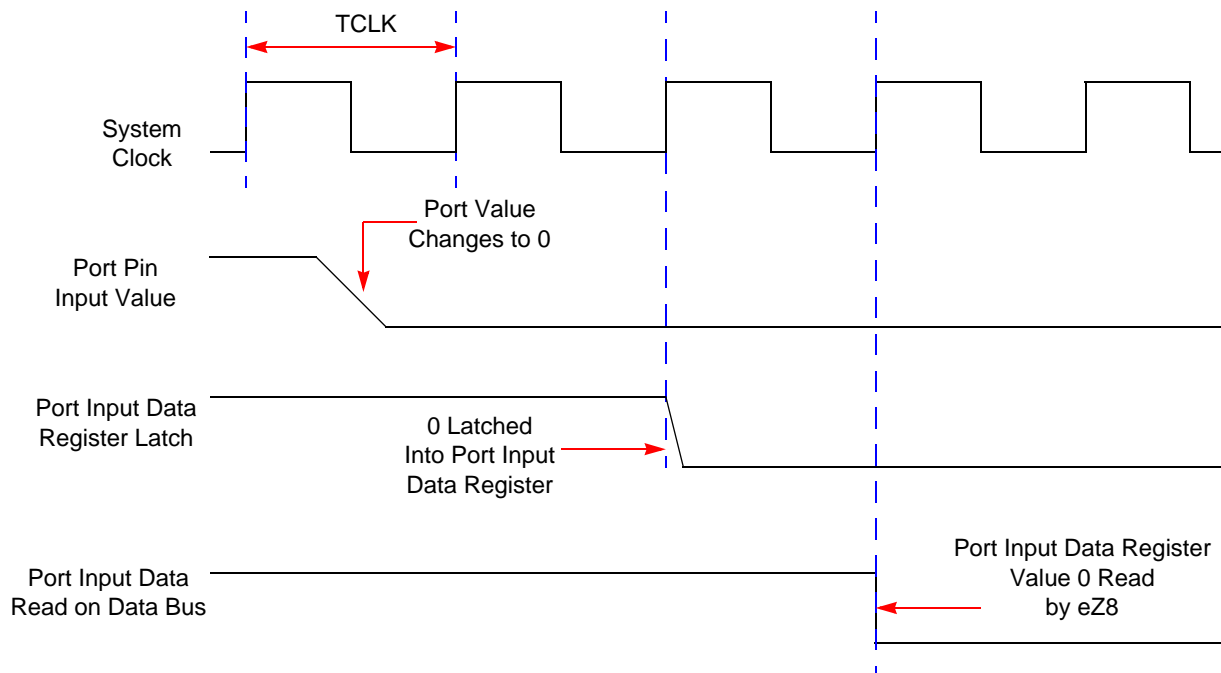 TCLK
System
Clock
Port Value
Changes to 0
Port Pin
Input Value
Port Input Data
Register Latch
0 Latched
Into Port Input
Data Register
Port Input Data
Read on Data Bus
Port Input Data Register
Value 0 Read
by eZ8